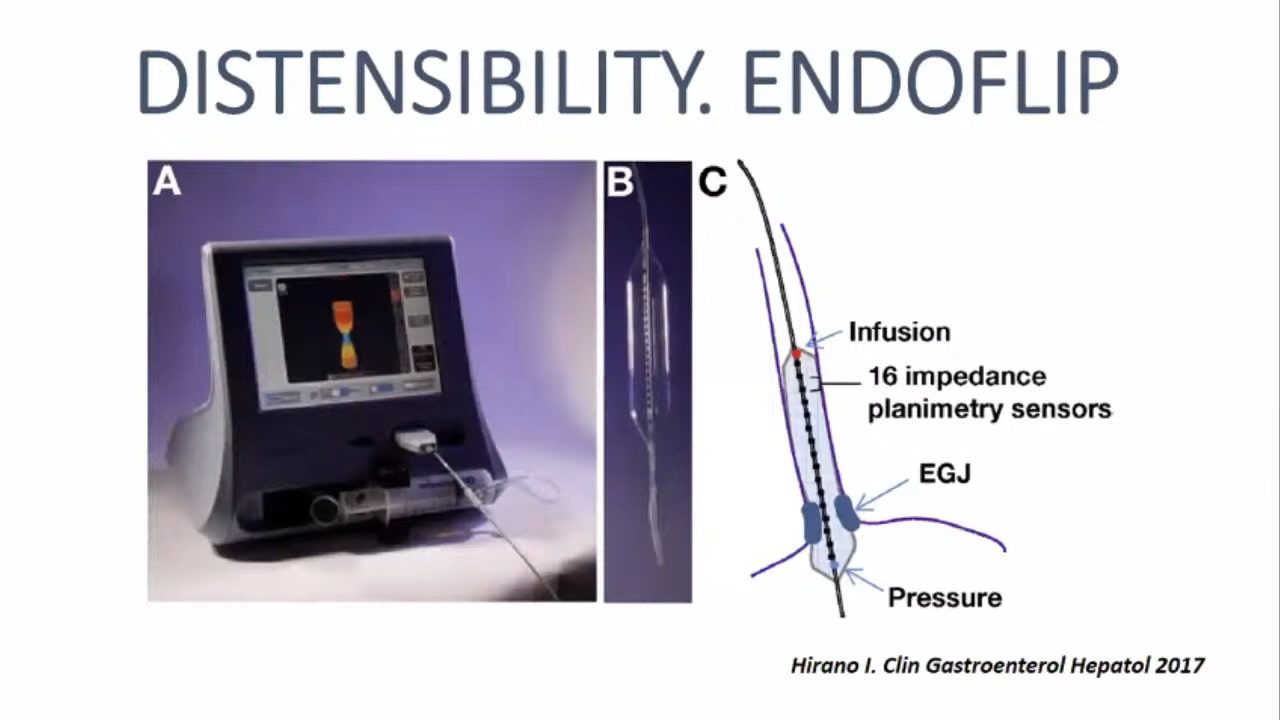 DISTENSIBILITY. ENDOFLIP
A
B
C
Infusion
16 impedance
planimetry sensors
EGJ
Pressure
Hirano I. Clin Gastroenterol Hepatol 2017